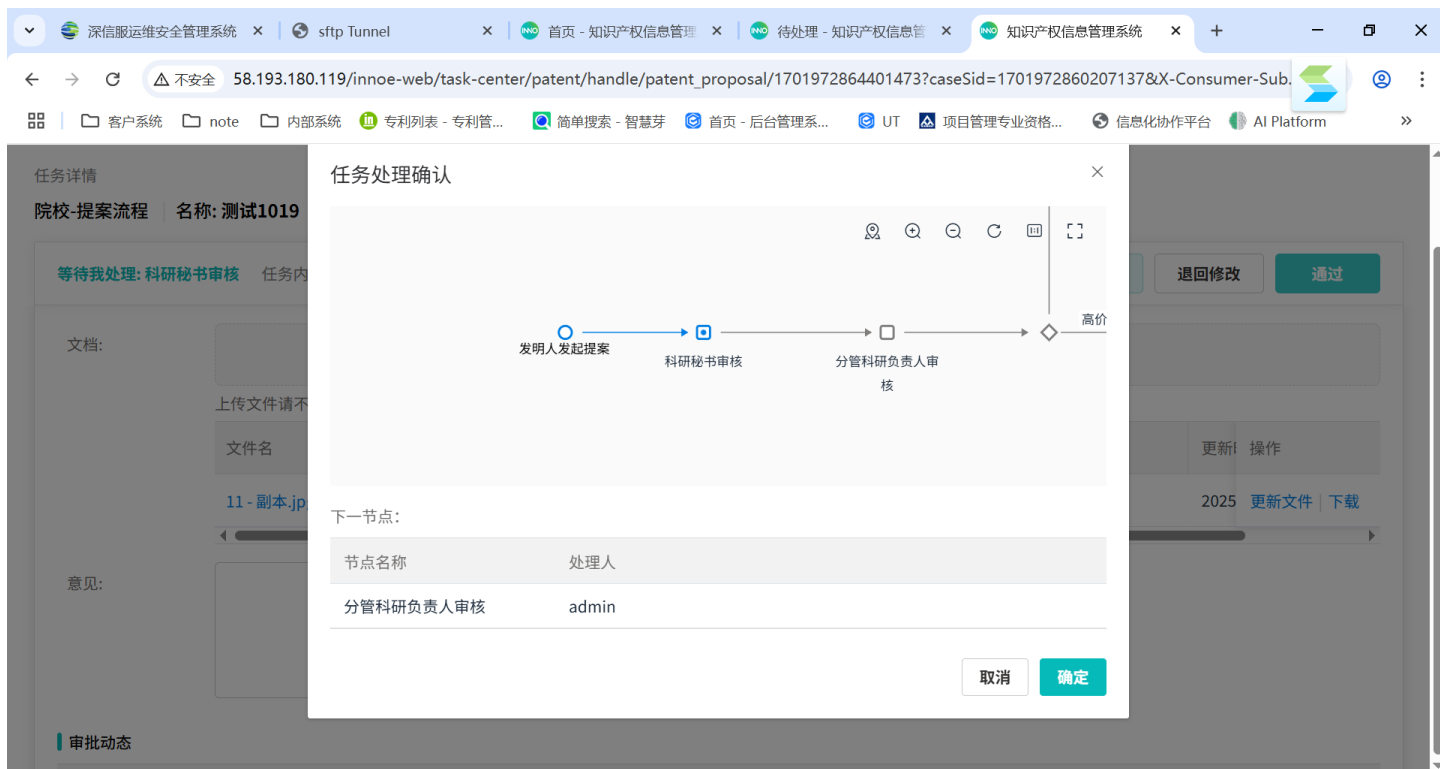 深信服运维安全管理系统
sftp Tunnel
首页 - 知识产权信息管理
待处理 - 知识产权信息管
知识产权信息管理系统
不安全 58.193.180.119/innoe-web/task-center/patent/handle/patent_proposal/1701972864401473?caseSid=1701972860207137&X-Consumer-Sub.
客户系统 note 内部系统 专利列表 - 专利管... 简单搜索 - 智慧芽 首页 - 后台管理系... UT 项目管理专业资格... 信息化协作平台 AI Platform »
任务详情
院校-提案流程 名称: 测试1019
等待我处理: 科研秘书审核 任务内
退回修改 通过
任务处理确认
发明人发起提案
科研秘书审核
分管科研负责人审
核
高价
文档:
上传文件请不
文件名 更新 操作
11 - 副本.jp 2025 更新文件 下载
下一节点:
节点名称 处理人
分管科研负责人审核 admin
意见:
取消 确定
审批动态